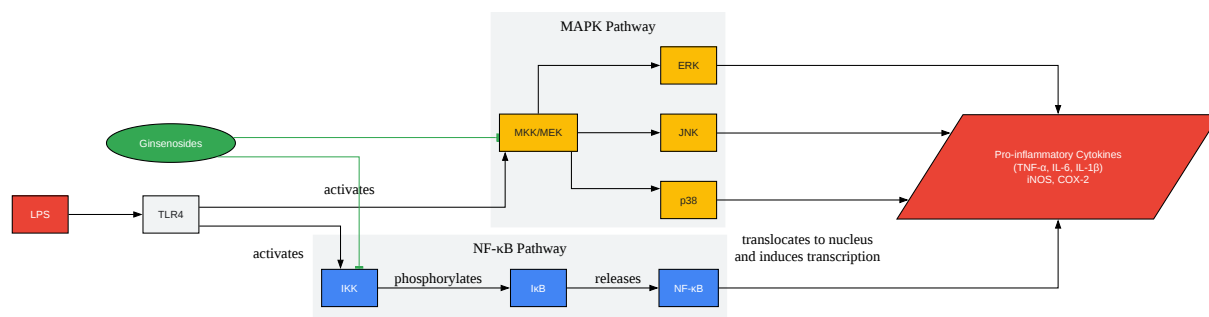 MAPK Pathway
ERK
Ginsenosides
MKK/MEK
JNK
Pro-inflammatory Cytokines
(TNF-α, IL-6, IL-1β)
iNOS, COX-2
activates
p38
LPS
TLR4
activates
NF-κB Pathway
translocates to nucleus
and induces transcription
IKK
phosphorylates
IκB
releases
NF-κB